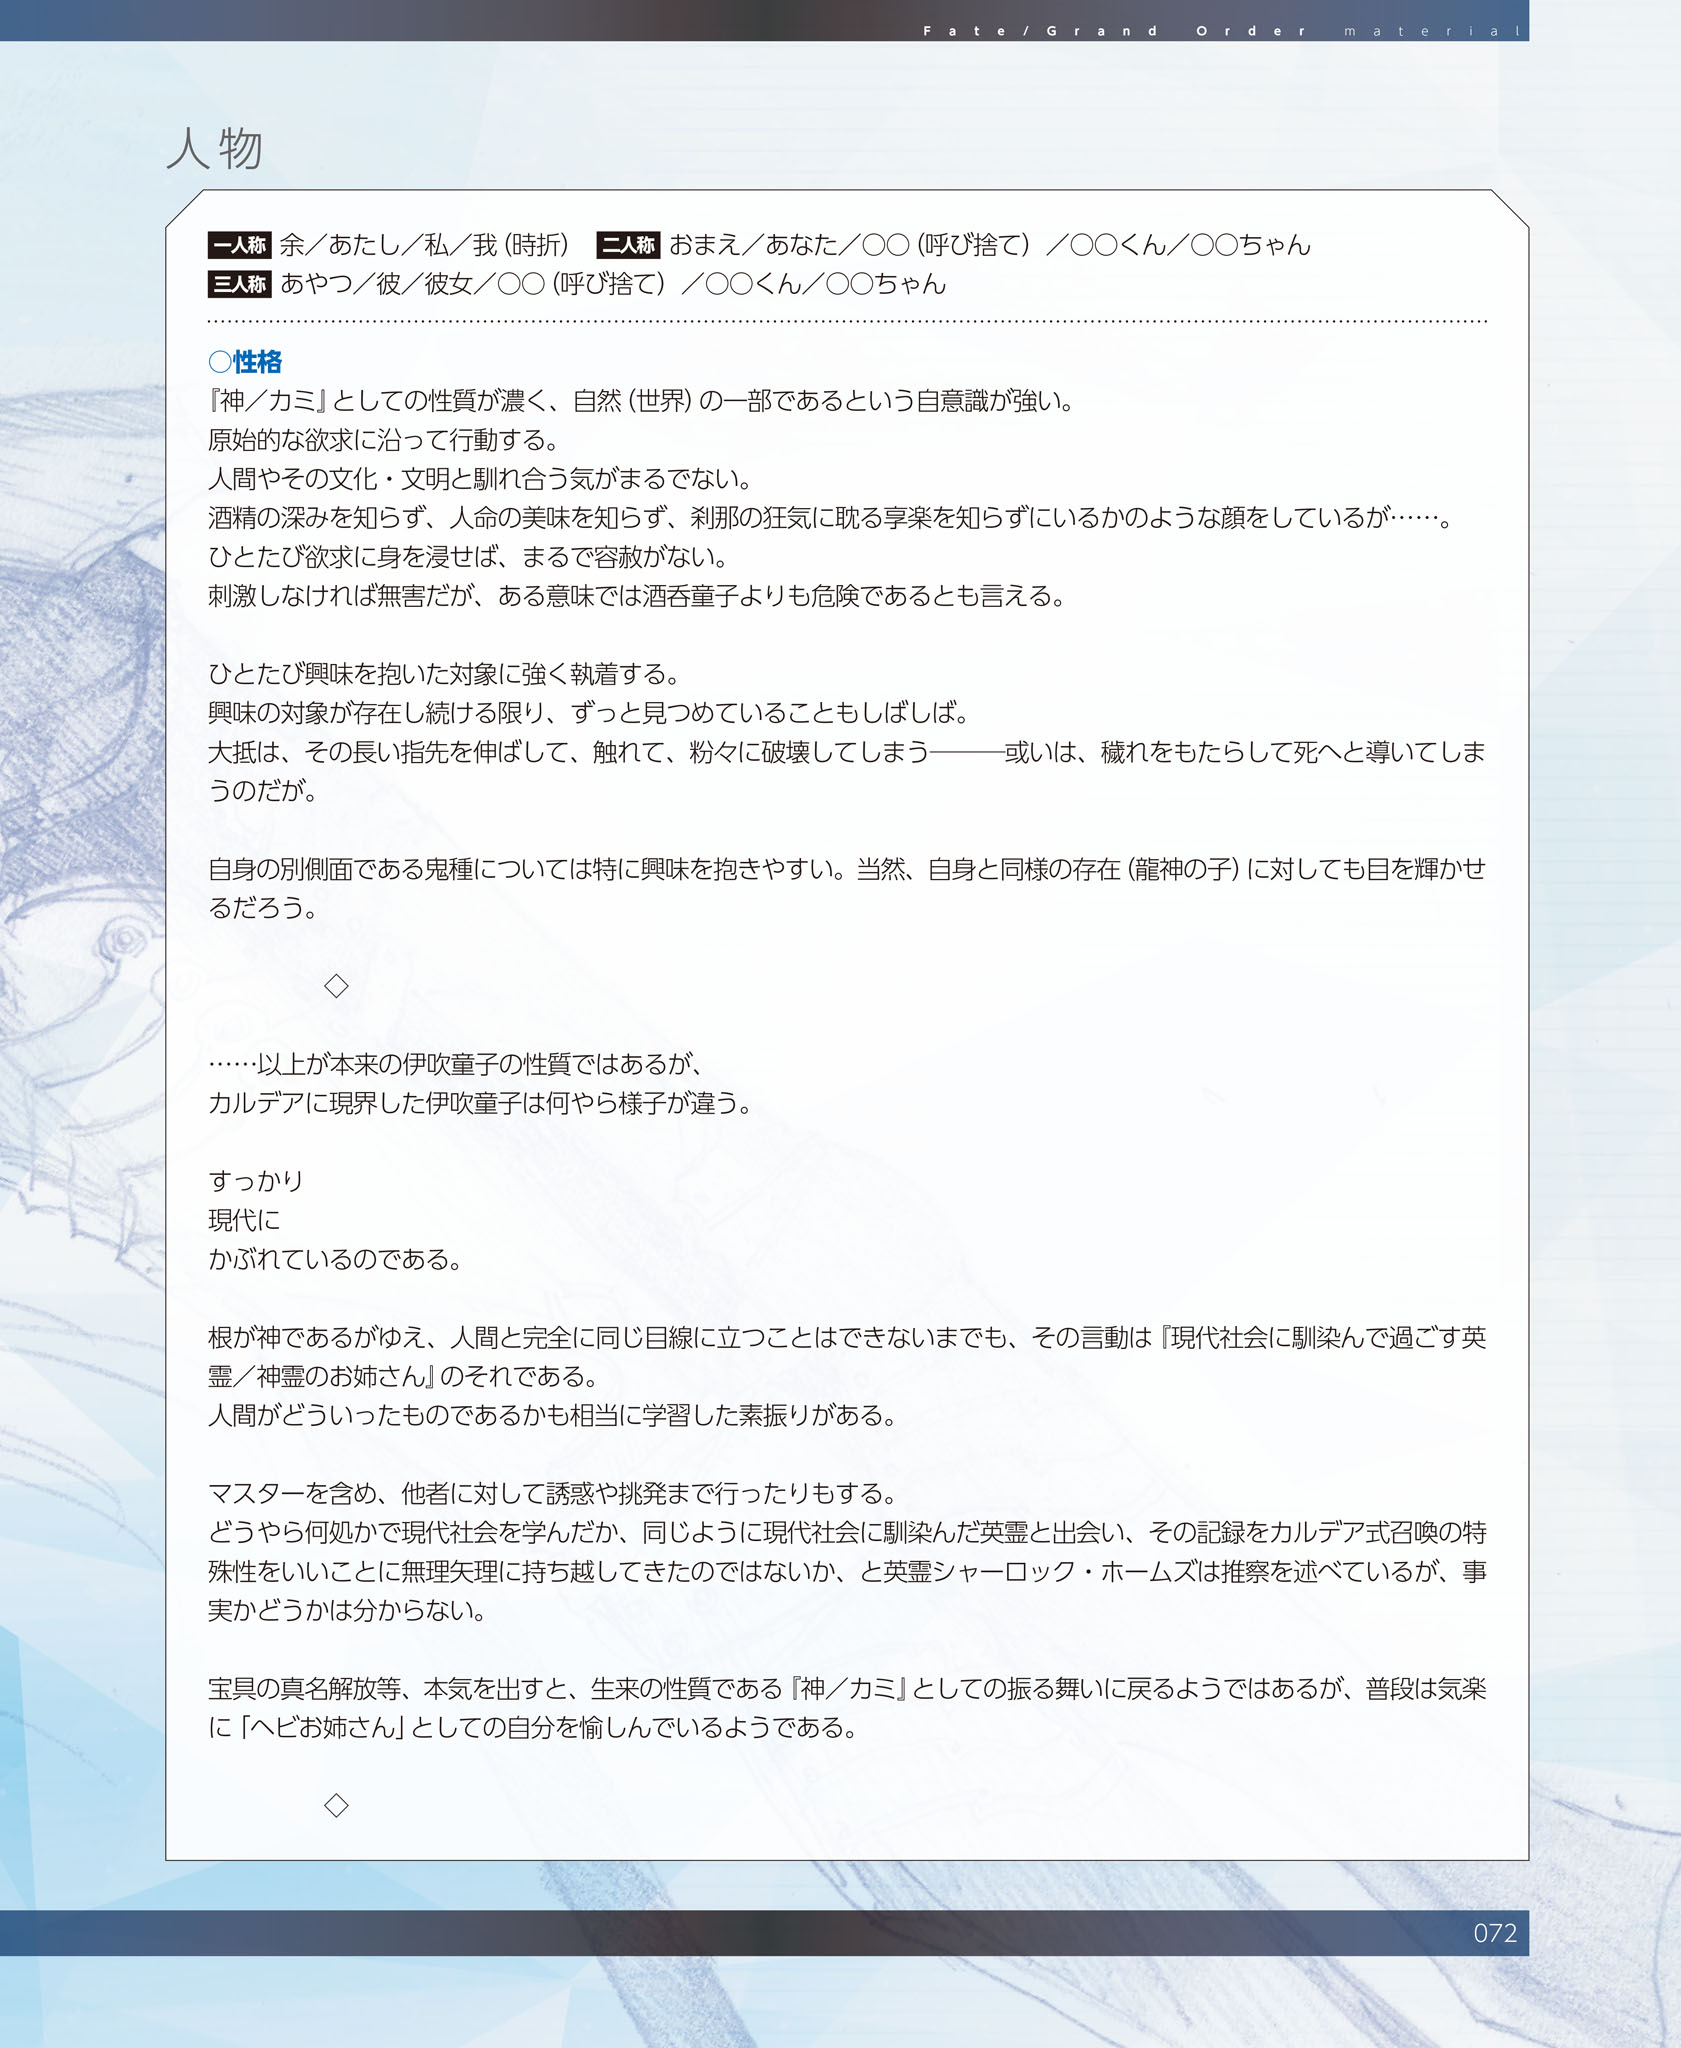 Fate/Grand Order material
人物
一人称 余／あたし／私／我（時折） 二人称 おまえ／あなた／○○（呼び捨て）／○○くん／○○ちゃん
三人称 あやつ／彼／彼女／○○（呼び捨て）／○○くん／○○ちゃん
○性格
『神／カミ』としての性質が濃く、自然（世界）の一部であるという自意識が強い。
原始的な欲求に沿って行動する。
人間やその文化・文明と馴れ合う気がまるでない。
酒精の深みを知らず、人命の美味を知らず、刹那の狂気に耽る享楽を知らずにいるかのような顔をしているが……。
ひとたび欲求に身を浸せば、まるで容赦がない。
刺激しなければ無害だが、ある意味では酒呑童子よりも危険であるとも言える。
ひとたび興味を抱いた対象に強く執着する。
興味の対象が存在し続ける限り、ずっと見つめていることもしばしば。
大抵は、その長い指先を伸ばして、触れて、粉々に破壊してしまう―――或いは、穢れをもたらして死へと導いてしま
うのだが。
自身の別側面である鬼種については特に興味を抱きやすい。当然、自身と同様の存在（龍神の子）に対しても目を輝かせ
るだろう。
◇
……以上が本来の伊吹童子の性質ではあるが、
カルデアに現界した伊吹童子は何やら様子が違う。
すっかり
現代に
かぶれているのである。
根が神であるがゆえ、人間と完全に同じ目線に立つことはできないまでも、その言動は『現代社会に馴染んで過ごす英
霊／神霊のお姉さん』のそれである。
人間がどういったものであるかも相当に学習した素振りがある。
マスターを含め、他者に対して誘惑や挑発まで行ったりもする。
どうやら何処かで現代社会を学んだか、同じように現代社会に馴染んだ英霊と出会い、その記録をカルデア式召喚の特
殊性をいいことに無理矢理に持ち越してきたのではないか、と英霊シャーロック・ホームズは推察を述べているが、事
実かどうかは分からない。
宝具の真名解放等、本気を出すと、生来の性質である『神／カミ』としての振る舞いに戻るようではあるが、普段は気楽
に「ヘビお姉さん」としての自分を愉しんでいるようである。
◇
072